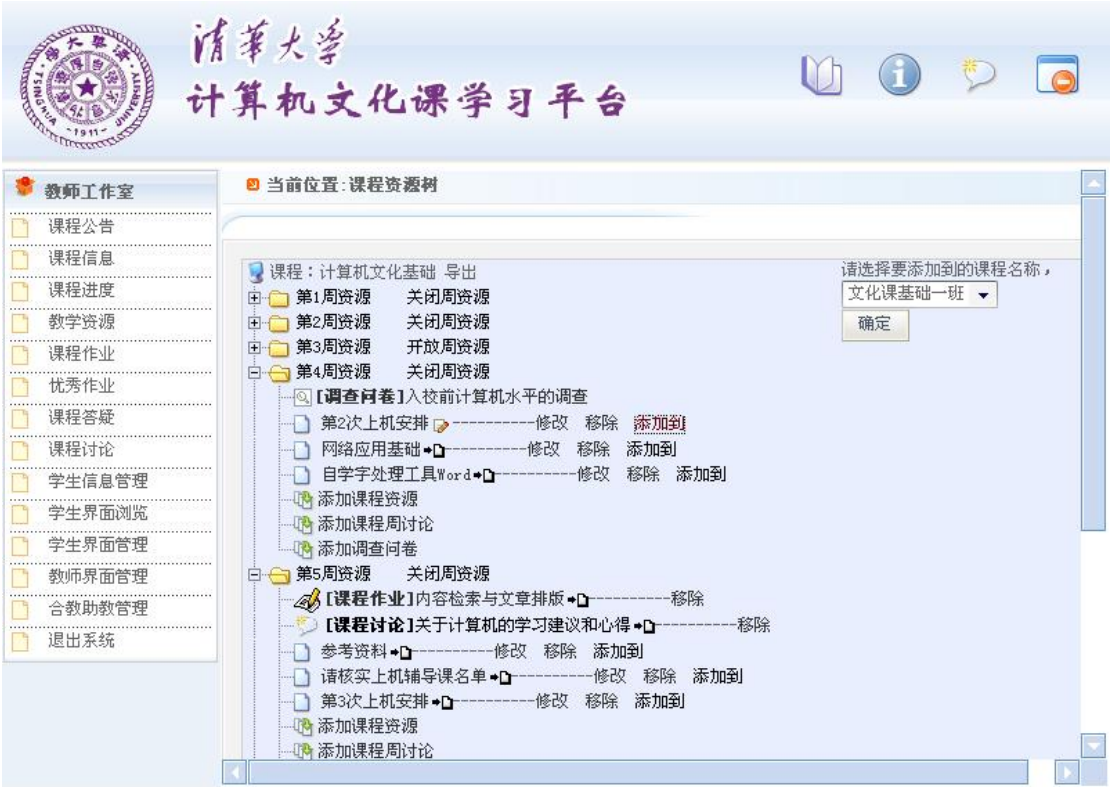 清華大学
计算机文化课学习平台
TSINGHUA UNIVERSITY
-1911-
教师工作室
课程公告
课程信息
课程进度
教学资源
课程作业
优秀作业
课程答疑
课程讨论
学生信息管理
学生界面浏览
学生界面管理
教师界面管理
合教助教管理
退出系统
当前位置:课程资源树
课程：计算机文化基础 导出
第1周资源 关闭周资源
第2周资源 关闭周资源
第3周资源 开放周资源
第4周资源 关闭周资源
[调查问卷]入校前计算机水平的调查
第2次上机安排----------修改 移除 添加到
网络应用基础----------修改 移除 添加到
自学字处理工具Word----------修改 移除 添加到
添加课程资源
添加课程周讨论
添加调查问卷
第5周资源 关闭周资源
[课程作业]内容检索与文章排版----------移除
[课程讨论]关于计算机的学习建议和心得----------移除
参考资料----------修改 移除 添加到
请核实上机辅导课名单----------修改 移除 添加到
第3次上机安排----------修改 移除 添加到
添加课程资源
添加课程周讨论
请选择要添加到的课程名称，
文化课基础一班
确定